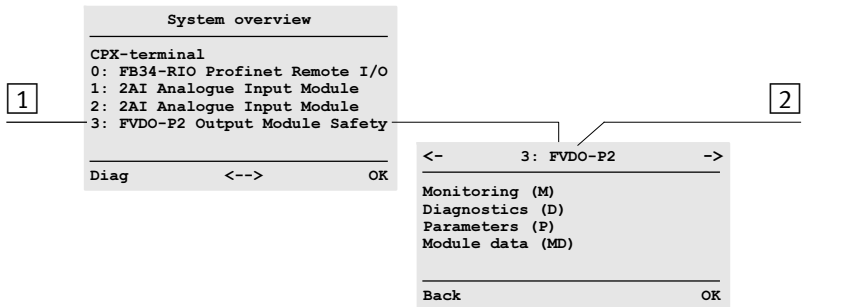 System overview
CPX-terminal
0: FB34-RIO Profinet Remote I/O
1: 2AI Analogue Input Module
2: 2AI Analogue Input Module
3: FVDO-P2 Output Module Safety
Diag <--> OK
1
2
<- 3: FVDO-P2 ->
Monitoring (M)
Diagnostics (D)
Parameters (P)
Module data (MD)
Back OK